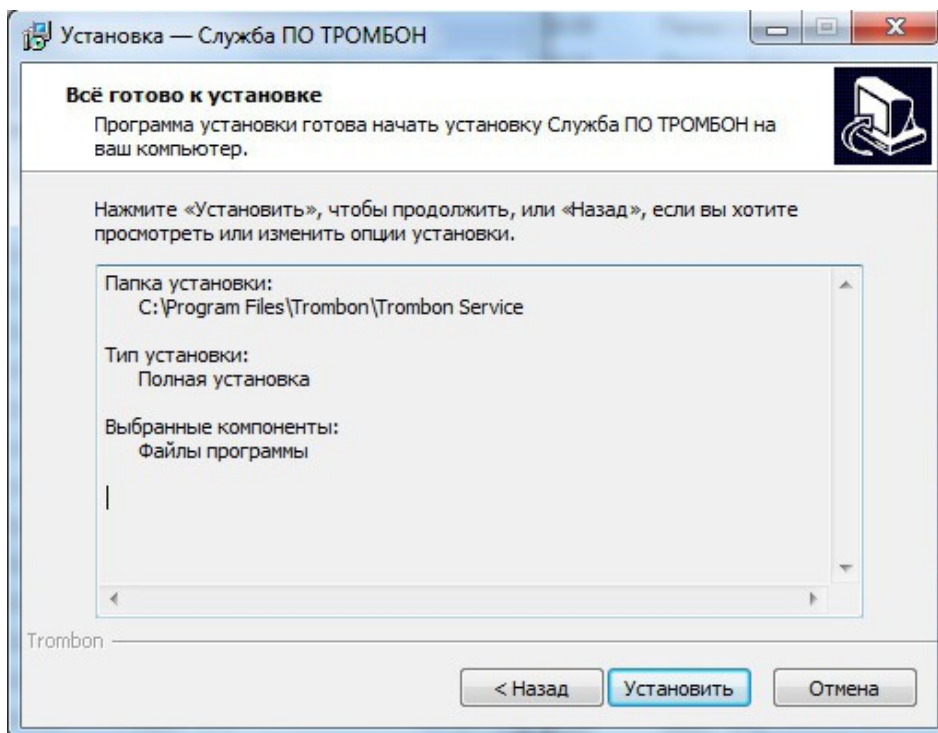 Установка — Служба ПО ТРОМБОН
Всё готово к установке
Программа установки готова начать установку Служба ПО ТРОМБОН на
ваш компьютер.
Нажмите «Установить», чтобы продолжить, или «Назад», если вы хотите
просмотреть или изменить опции установки.
Папка установки:
C:\Program Files\Trombon\Trombon Service
Тип установки:
Полная установка
Выбранные компоненты:
Файлы программы
Trombon
< Назад
Установить
Отмена